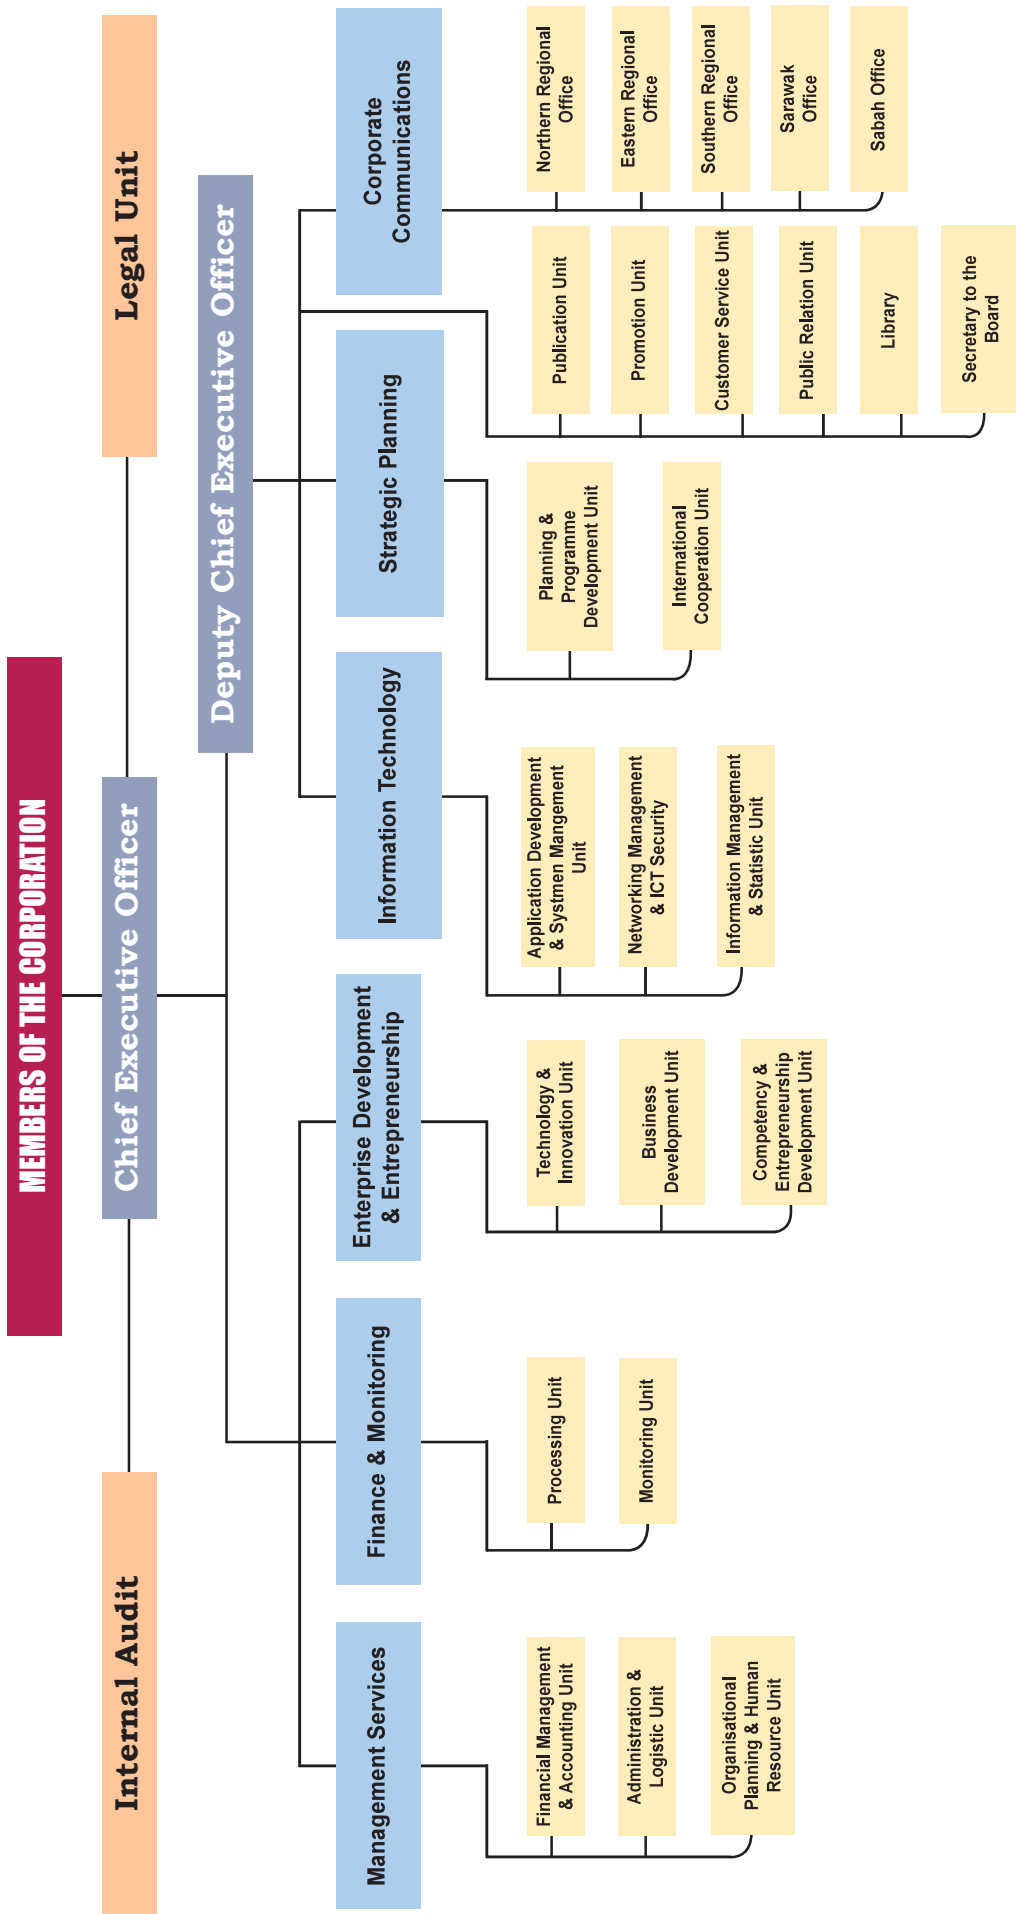 MEMBERS OF THE CORPORATION
Internal Audit
Chief Executive Officer
Legal Unit
Deputy Chief Executive Officer
Management Services
Finance & Monitoring
Enterprise Development
& Entrepreneurship
Information Technology
Strategic Planning
Corporate
Communications
Financial Management
& Accounting Unit
Administration &
Logistic Unit
Organisational
Planning & Human
Resource Unit
Processing Unit
Monitoring Unit
Technology &
Innovation Unit
Business
Development Unit
Competency &
Entrepreneurship
Development Unit
Application Development
& Systmen Mangement
Unit
Networking Management
& ICT Security
Information Management
& Statistic Unit
Planning &
Programme
Development Unit
International
Cooperation Unit
Publication Unit
Promotion Unit
Customer Service Unit
Public Relation Unit
Library
Secretary to the
Board
Northern Regional
Office
Eastern Regional
Office
Southern Regional
Office
Sarawak
Office
Sabah Office